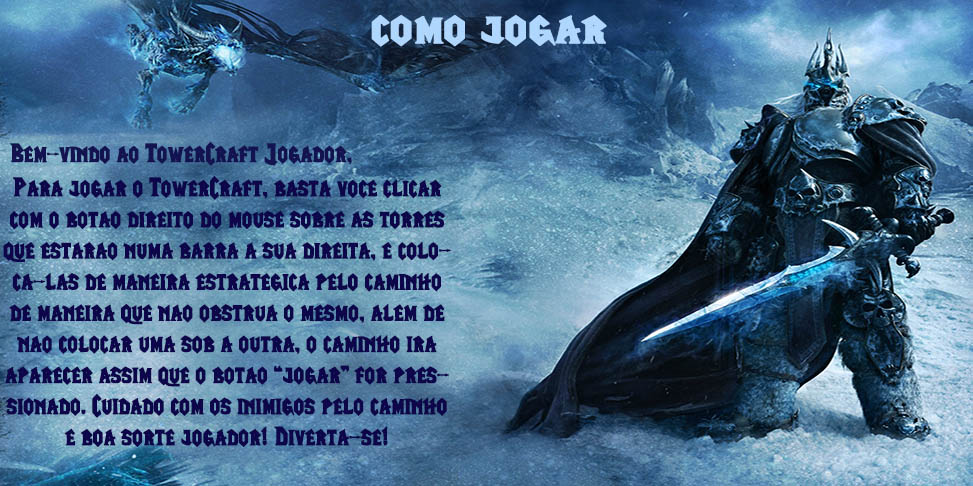 COMO JOGAR
BEM-VINDO AO TOWERCRAFT JOGADOR,
PARA JOGAR O TOWERCRAFT, BASTA VOCE CLICAR
COM O BOTAO DIREITO DO MOUSE SOBRE AS TORRES
QUE ESTARAO NUMA BARRA A SUA DIREITA, E COLO-
CA-LAS DE MANEIRA ESTRATEGICA PELO CAMINHO
DE MANEIRA QUE NAO OBSTRUA O MESMO, ALEM DE
NAO COLOCAR UMA SOB A OUTRA, O CAMINHO IRA
APARECER ASSIM QUE O BOTAO “JOGAR” FOR PRES-
SIONADO. CUIDADO COM OS INIMIGOS PELO CAMINHO
E BOA SORTE JOGADOR! DIVERTA-SE!